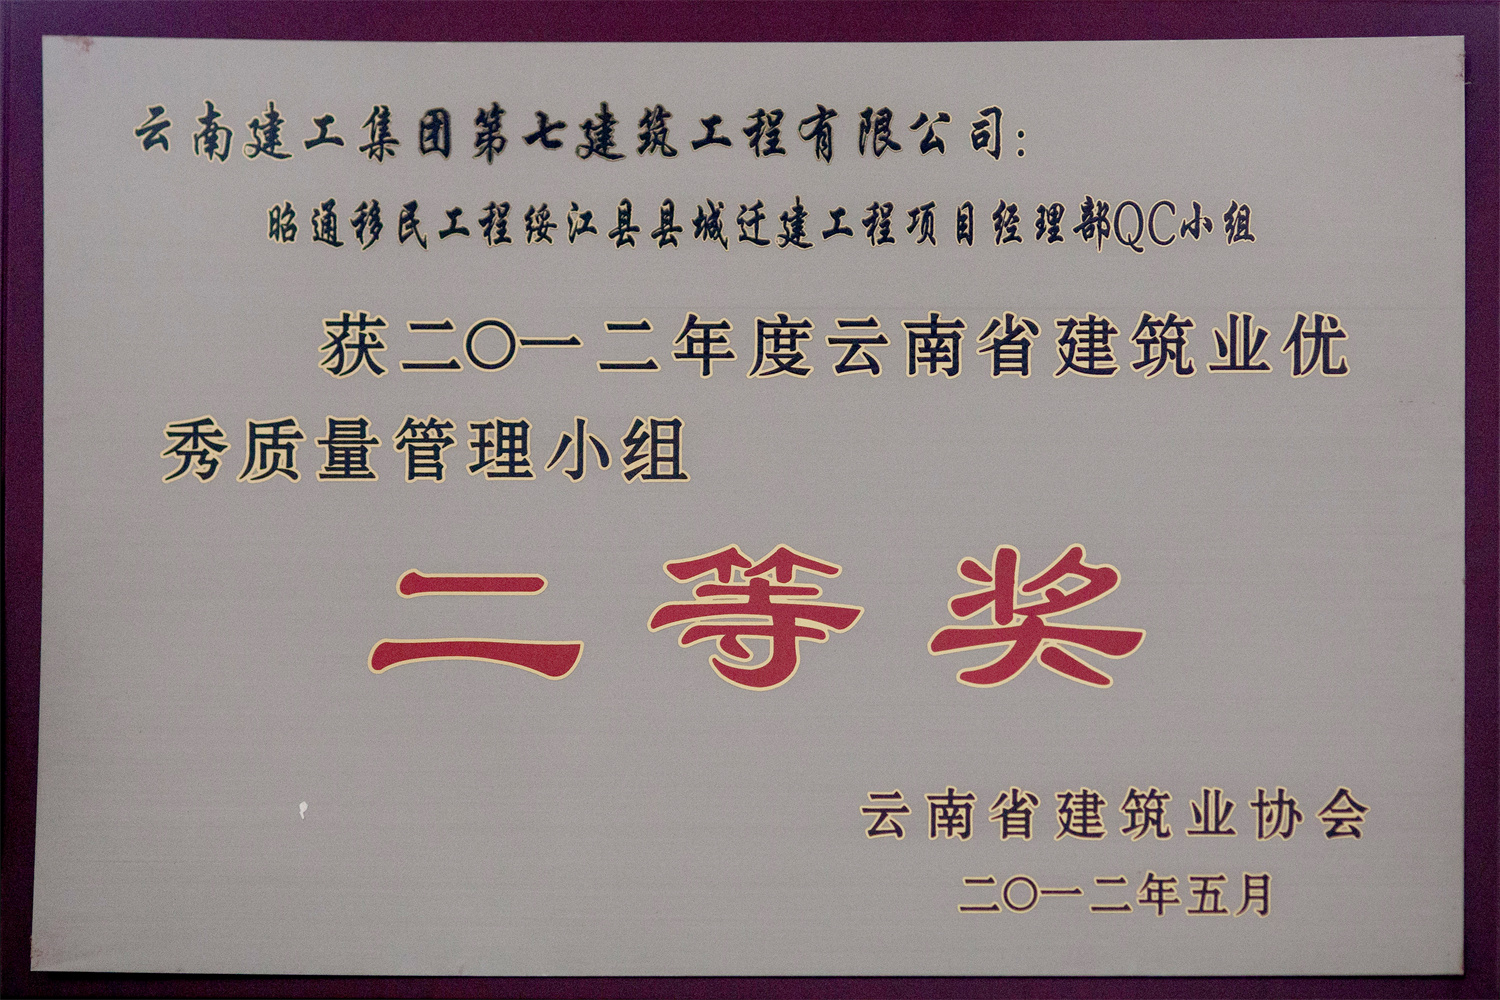 云南建工集团第七建筑工程有限公司：
昭通移民工程绥江县县城迁建工程项目经理部QC小组
获二〇一二年度云南省建筑业优
秀质量管理小组
二等奖
云南省建筑业协会
二〇一二年五月